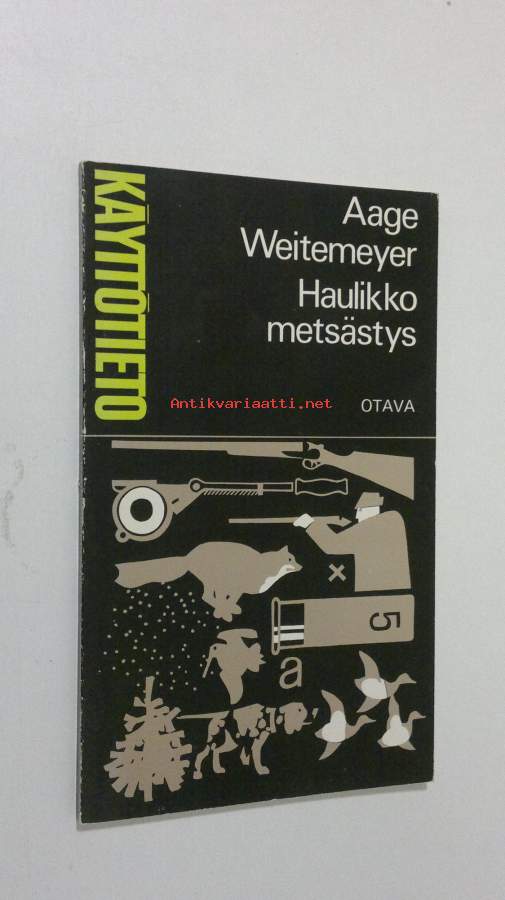 KÄYTTÖTIETO
Aage
Weitemeyer
Haulikko
metsästys
Antikvariaatti.net
OTAVA
x
5
a